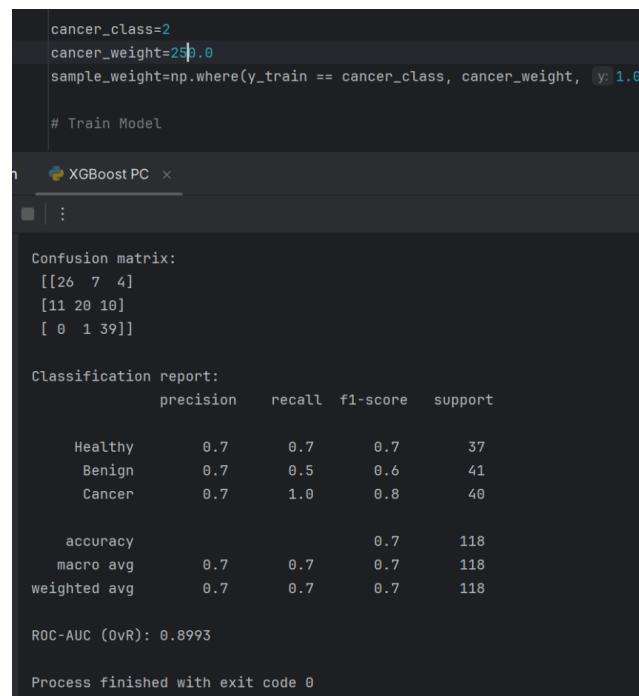 cancer_class=2
cancer_weight=250.0
sample_weight=np.where(y_train == cancer_class, cancer_weight, y: 1.0
# Train Model
XGBoost PC ×
Confusion matrix:
[[26 7 4]
[11 20 10]
[ 0 1 39]]
Classification report:
precision recall f1-score support
Healthy 0.7 0.7 0.7 37
Benign 0.7 0.5 0.6 41
Cancer 0.7 1.0 0.8 40
accuracy 0.7 118
macro avg 0.7 0.7 0.7 118
weighted avg 0.7 0.7 0.7 118
ROC-AUC (OvR): 0.8993
Process finished with exit code 0